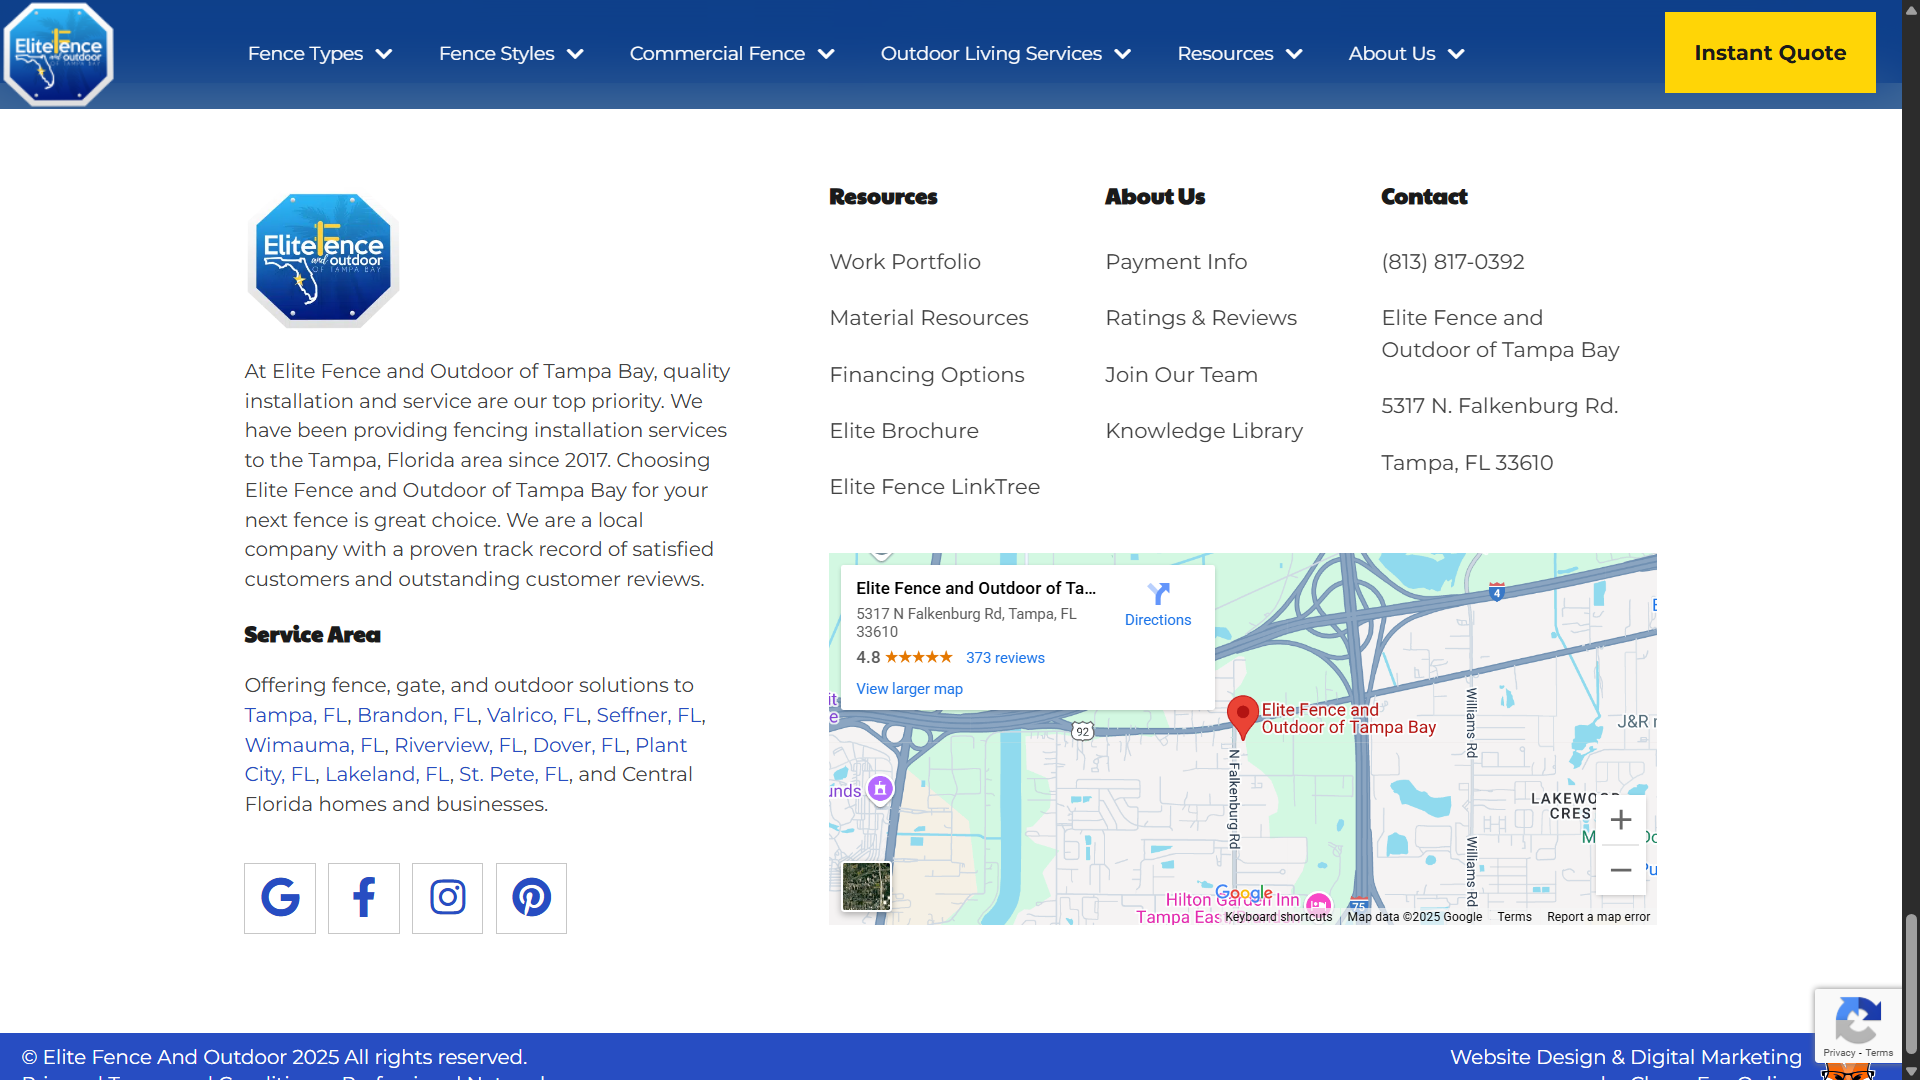 EliteFence
and outdoor
OF TAMPA BAY
Fence Types
Fence Styles
Commercial Fence
Outdoor Living Services
Resources
About Us
Instant Quote
EliteFence
and outdoor
OF TAMPA BAY
At Elite Fence and Outdoor of Tampa Bay, quality
installation and service are our top priority. We
have been providing fencing installation services
to the Tampa, Florida area since 2017. Choosing
Elite Fence and Outdoor of Tampa Bay for your
next fence is great choice. We are a local
company with a proven track record of satisfied
customers and outstanding customer reviews.
Service Area
Offering fence, gate, and outdoor solutions to
Tampa, FL, Brandon, FL, Valrico, FL, Seffner, FL,
Wimauma, FL, Riverview, FL, Dover, FL, Plant
City, FL, Lakeland, FL, St. Pete, FL, and Central
Florida homes and businesses.
Resources
Work Portfolio
Material Resources
Financing Options
Elite Brochure
Elite Fence LinkTree
About Us
Payment Info
Ratings & Reviews
Join Our Team
Knowledge Library
Contact
(813) 817-0392
Elite Fence and
Outdoor of Tampa Bay
5317 N. Falkenburg Rd.
Tampa, FL 33610
Elite Fence and Outdoor of Ta...
5317 N Falkenburg Rd, Tampa, FL
33610
4.8
373 reviews
View larger map
Directions
4
92
Elite Fence and
Outdoor of Tampa Bay
N Falkenburg Rd
Williams Rd
Williams Rd
J&R
LAKEWOOD
CREST
unds
Hilton Garden Inn
Tampa Eas
75
Google
Keyboard shortcuts
Map data ©2025 Google
Terms
Report a map error
Privacy - Terms
© Elite Fence And Outdoor 2025 All rights reserved.
Website Design & Digital Marketing